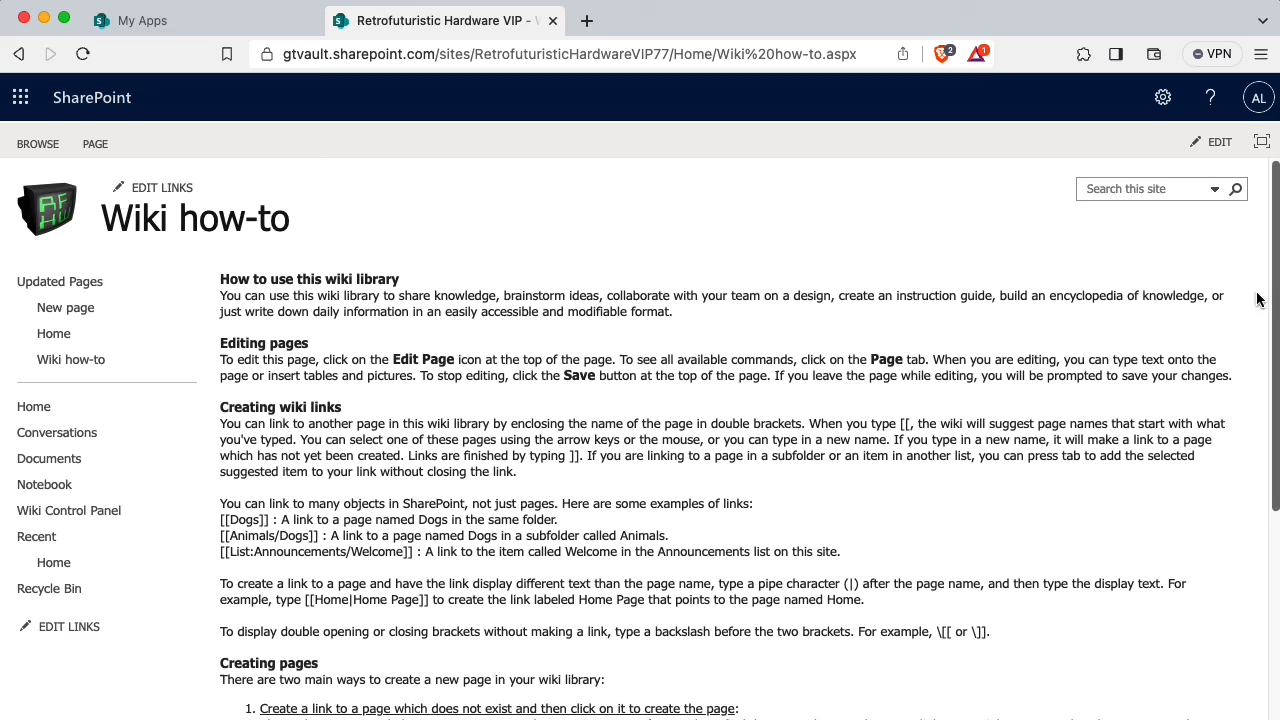 My Apps
Retrofuturistic Hardware VIP -
gtvault.sharepoint.com/sites/RetrofuturisticHardwareVIP77/Home/Wiki%20how-to.aspx
2
1
VPN
SharePoint
AL
BROWSE
PAGE
EDIT
EDIT LINKS
Wiki how-to
Search this site
RF
HW
Updated Pages
New page
Home
Wiki how-to
Home
Conversations
Documents
Notebook
Wiki Control Panel
Recent
Home
Recycle Bin
EDIT LINKS
How to use this wiki library
You can use this wiki library to share knowledge, brainstorm ideas, collaborate with your team on a design, create an instruction guide, build an encyclopedia of knowledge, or
just write down daily information in an easily accessible and modifiable format.
Editing pages
To edit this page, click on the Edit Page icon at the top of the page. To see all available commands, click on the Page tab. When you are editing, you can type text onto the
page or insert tables and pictures. To stop editing, click the Save button at the top of the page. If you leave the page while editing, you will be prompted to save your changes.
Creating wiki links
You can link to another page in this wiki library by enclosing the name of the page in double brackets. When you type [[, the wiki will suggest page names that start with what
you've typed. You can select one of these pages using the arrow keys or the mouse, or you can type in a new name. If you type in a new name, it will make a link to a page
which has not yet been created. Links are finished by typing ]]. If you are linking to a page in a subfolder or an item in another list, you can press tab to add the selected
suggested item to your link without closing the link.
You can link to many objects in SharePoint, not just pages. Here are some examples of links:
[[Dogs]] : A link to a page named Dogs in the same folder.
[[Animals/Dogs]] : A link to a page named Dogs in a subfolder called Animals.
[[List:Announcements/Welcome]] : A link to the item called Welcome in the Announcements list on this site.
To create a link to a page and have the link display different text than the page name, type a pipe character (|) after the page name, and then type the display text. For
example, type [[Home|Home Page]] to create the link labeled Home Page that points to the page named Home.
To display double opening or closing brackets without making a link, type a backslash before the two brackets. For example, \[[ or \]].
Creating pages
There are two main ways to create a new page in your wiki library:
1. Create a link to a page which does not exist and then click on it to create the page: